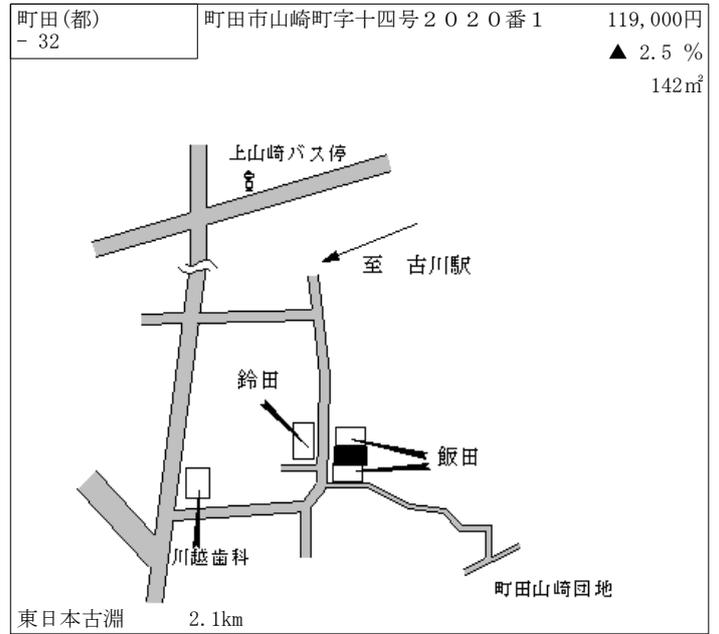 町田(都)
－ 32
町田市山崎町字十四号２０２０番１
119,000円
▲ 2.5 %
142㎡
上山崎バス停
至　古川駅
鈴田
飯田
川越歯科
町田山崎団地
東日本古淵　2.1km